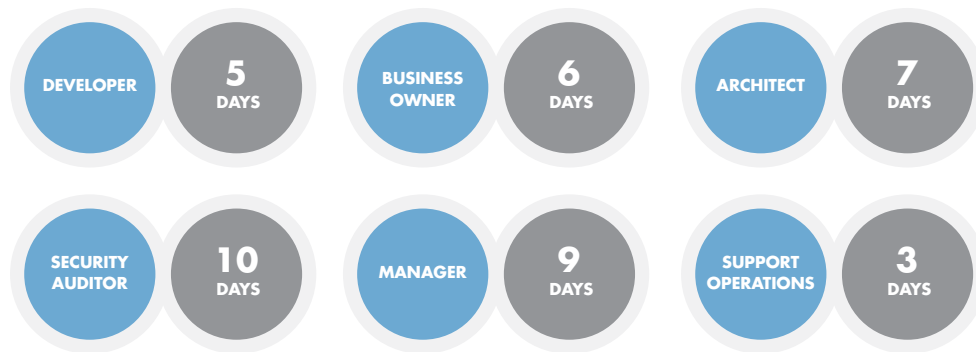 DEVELOPER
5
DAYS
BUSINESS
OWNER
6
DAYS
ARCHITECT
7
DAYS
SECURITY
AUDITOR
10
DAYS
MANAGER
9
DAYS
SUPPORT
OPERATIONS
3
DAYS